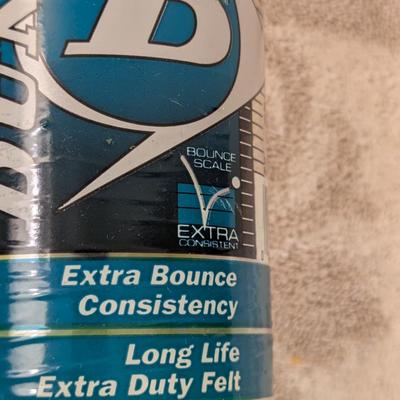 D
BOUNCE
SCALE
EXTRA
CONSISTENT
Extra Bounce
Consistency
Long Life
Extra Duty Felt